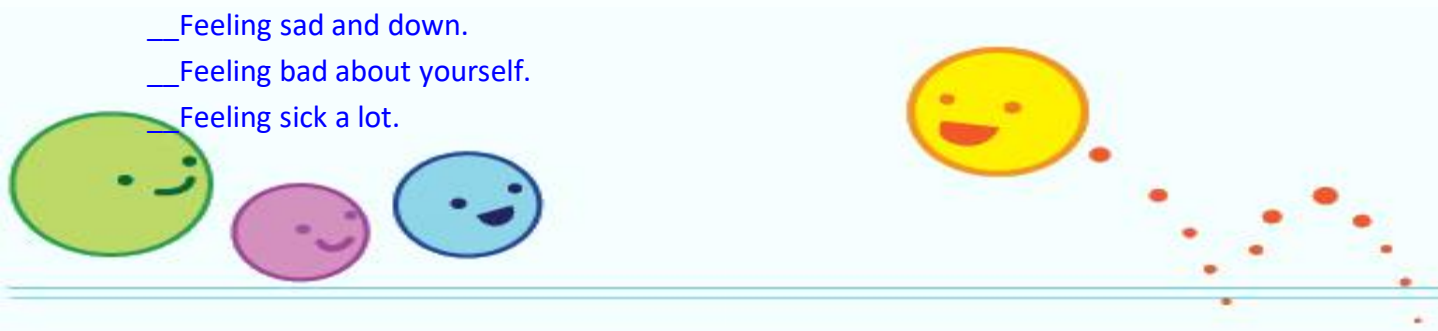 __Feeling sad and down.
__Feeling bad about yourself.
__Feeling sick a lot.